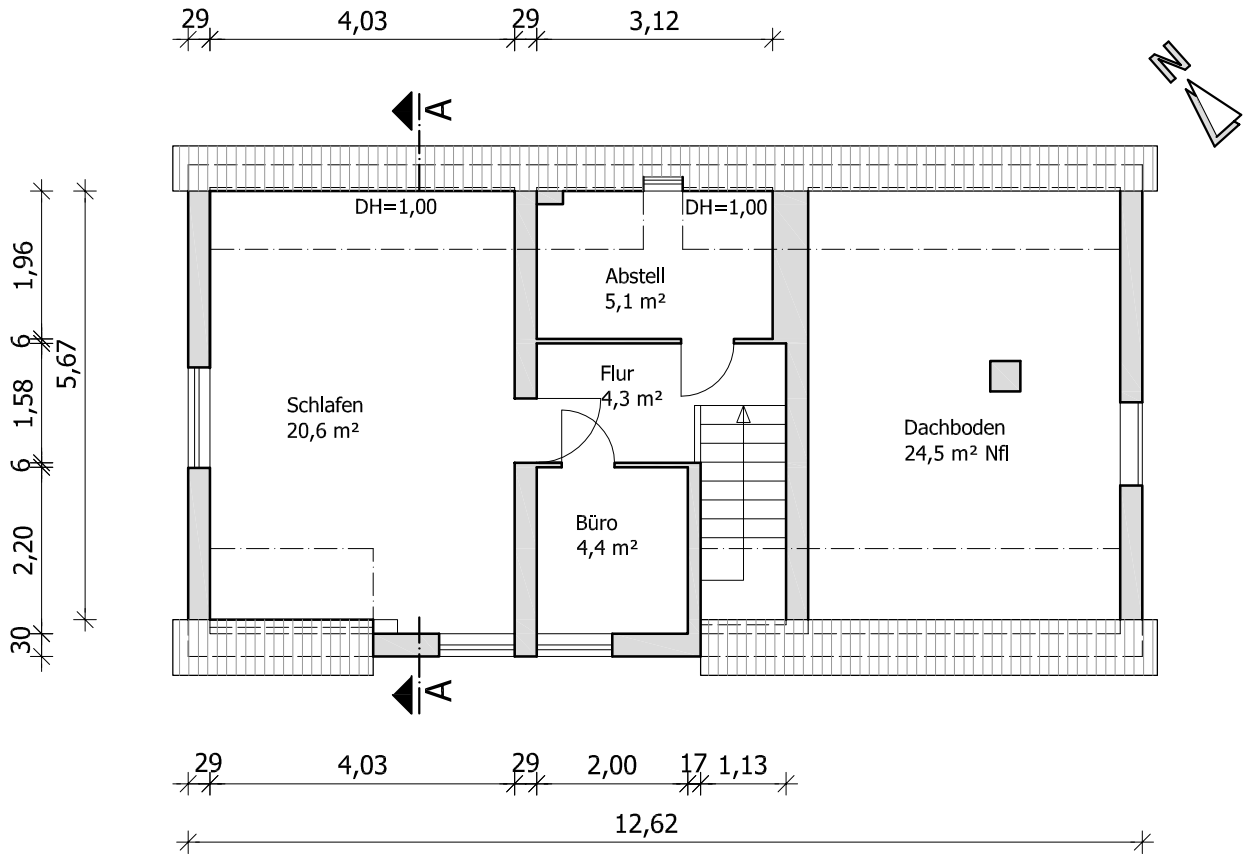 29 4,03 29 3,12
N
A
DH=1,00 DH=1,00
1,96
Abstell
5,1 m²
6
5,67
Flur
4,3 m²
1,58
Schlafen
20,6 m²
Dachboden
24,5 m² Nfl
6
2,20
Büro
4,4 m²
30
A
29 4,03 29 2,00 17 1,13
12,62